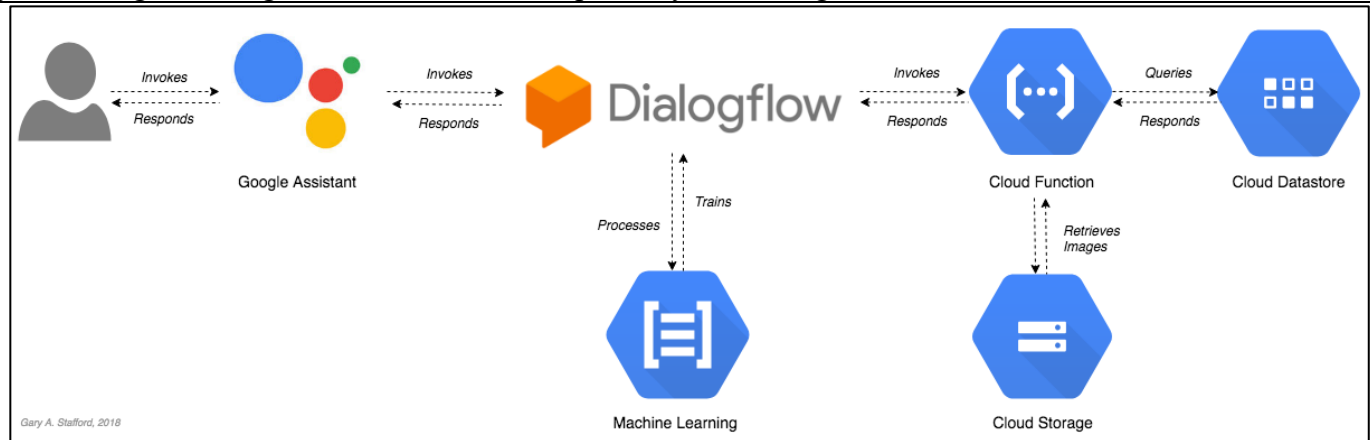 Invokes
Responds
Google Assistant
Invokes
Responds
Dialogflow
Invokes
Responds
Cloud Function
Queries
Responds
Cloud Datastore
Processes
Trains
Machine Learning
Retrieves
Images
Cloud Storage
Gary A. Stafford, 2018